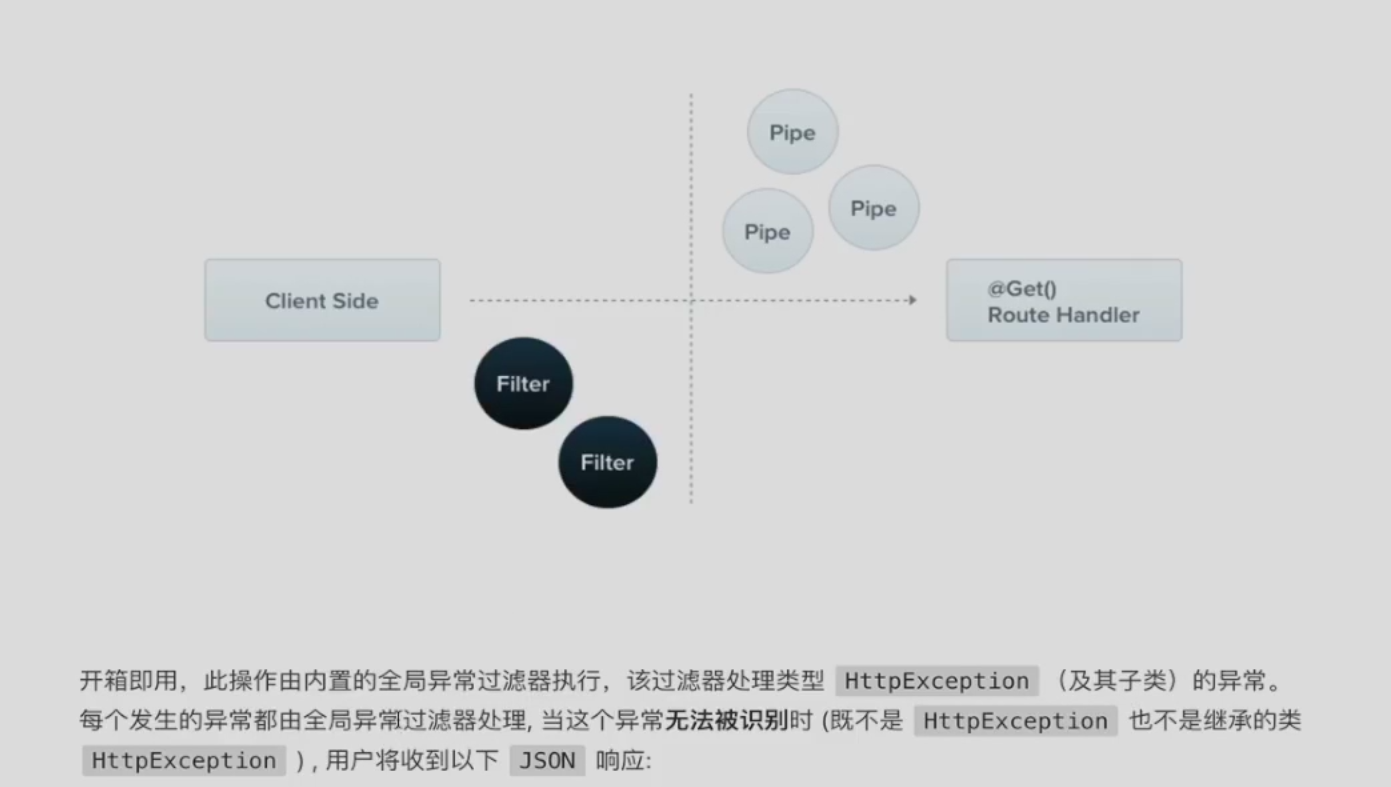 Pipe
Pipe
Pipe
Client Side
@Get()
Route Handler
Filter
Filter
开箱即用，此操作由内置的全局异常过滤器执行，该过滤器处理类型 HttpException （及其子类）的异常。
每个发生的异常都由全局异常过滤器处理, 当这个异常无法被识别时 (既不是 HttpException 也不是继承的类
HttpException ) , 用户将收到以下 JSON 响应: